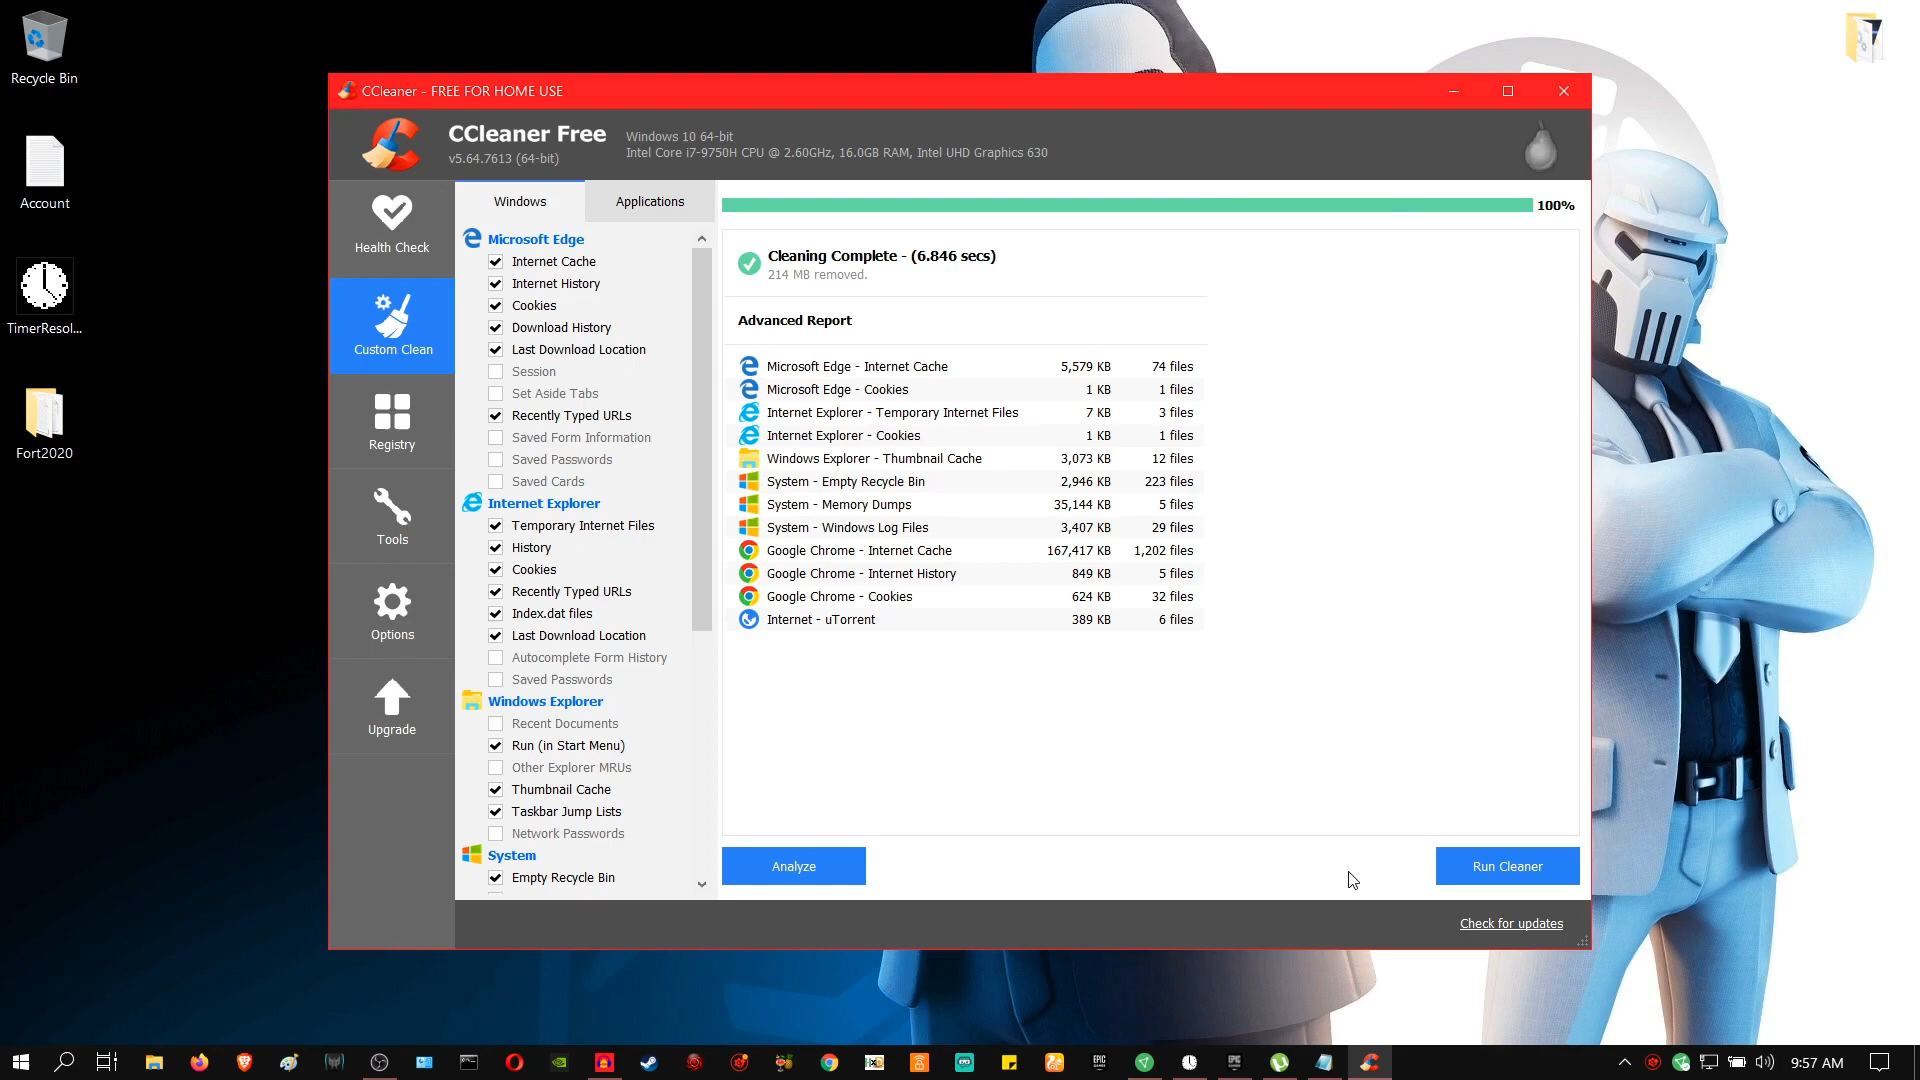 Recycle Bin
Account
TimerResol...
Fort2020
CCleaner - FREE FOR HOME USE
CCleaner Free
v5.64.7613 (64-bit)
Windows 10 64-bit
Intel Core i7-9750H CPU @ 2.60GHz, 16.0GB RAM, Intel UHD Graphics 630
Health Check
Custom Clean
Registry
Tools
Options
Upgrade
Windows
Applications
Microsoft Edge
Internet Cache
Internet History
Cookies
Download History
Last Download Location
Session
Set Aside Tabs
Recently Typed URLs
Saved Form Information
Saved Passwords
Saved Cards
Internet Explorer
Temporary Internet Files
History
Cookies
Recently Typed URLs
Index.dat files
Last Download Location
Autocomplete Form History
Saved Passwords
Windows Explorer
Recent Documents
Run (in Start Menu)
Other Explorer MRUs
Thumbnail Cache
Taskbar Jump Lists
Network Passwords
System
Empty Recycle Bin
100%
Cleaning Complete - (6.846 secs)
214 MB removed.
Advanced Report
Microsoft Edge - Internet Cache 5,579 KB 74 files
Microsoft Edge - Cookies 1 KB 1 files
Internet Explorer - Temporary Internet Files 7 KB 3 files
Internet Explorer - Cookies 1 KB 1 files
Windows Explorer - Thumbnail Cache 3,073 KB 12 files
System - Empty Recycle Bin 2,946 KB 223 files
System - Memory Dumps 35,144 KB 5 files
System - Windows Log Files 3,407 KB 29 files
Google Chrome - Internet Cache 167,417 KB 1,202 files
Google Chrome - Internet History 849 KB 5 files
Google Chrome - Cookies 624 KB 32 files
Internet - uTorrent 389 KB 6 files
Analyze
Run Cleaner
Check for updates
9:57 AM